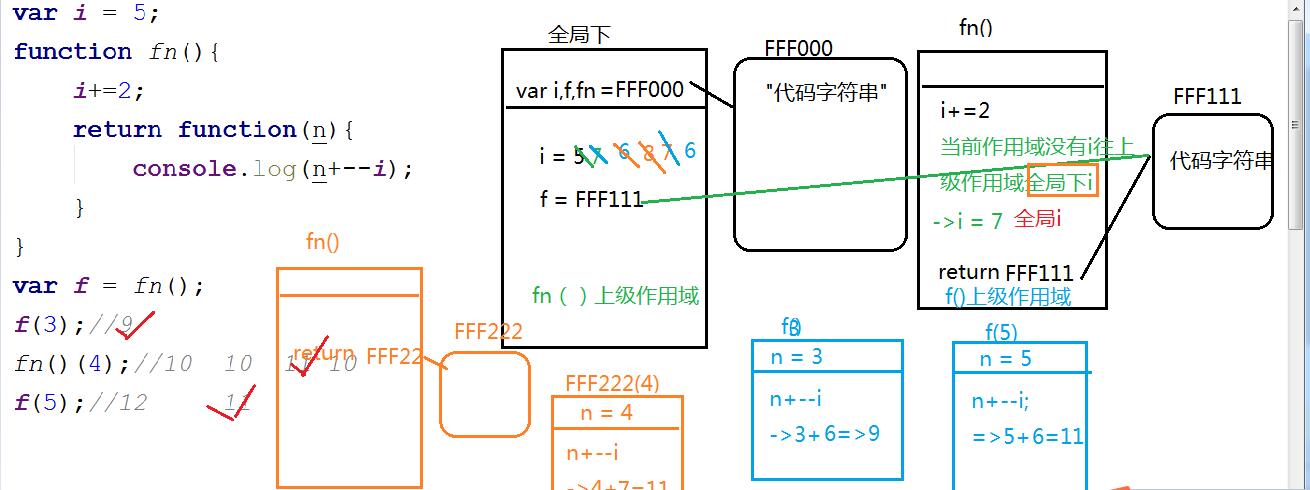 var i = 5;
function fn(){
i+=2;
return function(n){
console.log(n+--i);
}
}
var f = fn();
f(3);//9
fn()(4);//10 10 11 10
f(5);//12 11
fn()
return FFF22
FFF222
全局下
var i,f,fn =FFF000
i = 5 7 6 8 7 6
f = FFF111
fn（）上级作用域
FFF000
"代码字符串"
fn()
i+=2
当前作用域没有i往上
级作用域全局下i
->i = 7 全局i
return FFF111
f()上级作用域
FFF111
代码字符串
FFF222(4)
n = 4
n+--i
->4+7=11
n = 3
n+--i
->3+6=>9
f(5)
n = 5
n+--i;
=>5+6=11